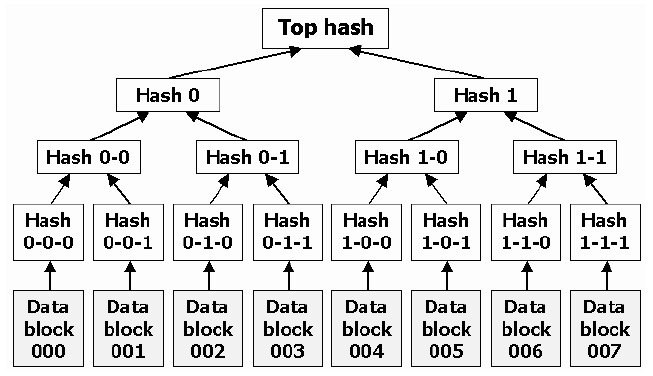 Top hash
Hash 0
Hash 1
Hash 0-0
Hash 0-1
Hash 1-0
Hash 1-1
Hash
0-0-0
Hash
0-0-1
Hash
0-1-0
Hash
0-1-1
Hash
1-0-0
Hash
1-0-1
Hash
1-1-0
Hash
1-1-1
Data
block
000
Data
block
001
Data
block
002
Data
block
003
Data
block
004
Data
block
005
Data
block
006
Data
block
007